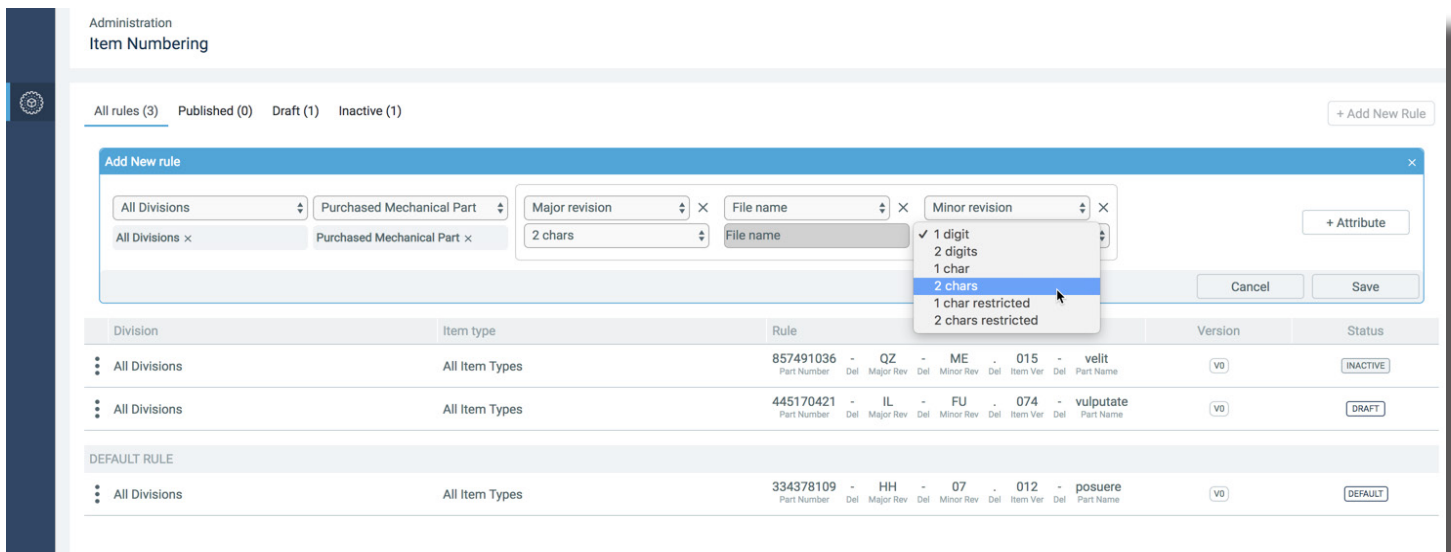 Administration
Item Numbering
All rules (3) Published (0) Draft (1) Inactive (1)
+ Add New Rule
Add New rule ×
All Divisions Purchased Mechanical Part Major revision × File name × Minor revision ×
+ Attribute
All Divisions × Purchased Mechanical Part × 2 chars File name
✓ 1 digit
2 digits
1 char
2 chars
1 char restricted
2 chars restricted
Cancel Save
Division Item type Rule Version Status
All Divisions All Item Types 857491036 - QZ - ME . 015 - velit V0 INACTIVE
Part Number Del Major Rev Del Minor Rev Del Item Ver Del Part Name
All Divisions All Item Types 445170421 - IL - FU . 074 - vulputate V0 DRAFT
Part Number Del Major Rev Del Minor Rev Del Item Ver Del Part Name
DEFAULT RULE
All Divisions All Item Types 334378109 - HH - 07 . 012 - posuere V0 DEFAULT
Part Number Del Major Rev Del Minor Rev Del Item Ver Del Part Name